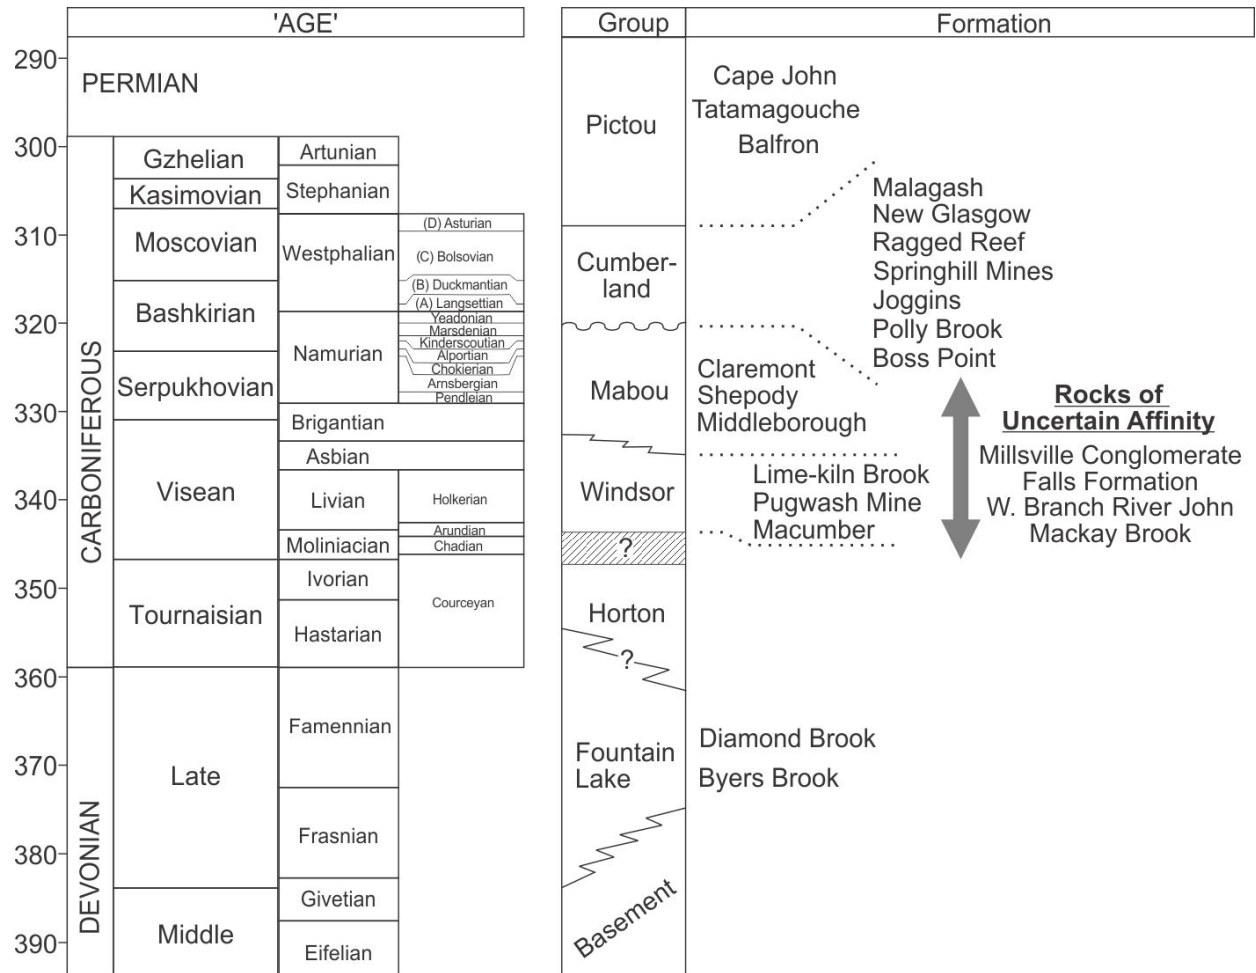 'AGE'
Group
Formation
290
300
310
320
330
340
350
360
370
380
390
PERMIAN
CARBONIFEROUS
DEVONIAN
Gzhelian
Kasimovian
Moscovian
Bashkirian
Serpukhovian
Visean
Tournaisian
Late
Middle
Artunian
Stephanian
Westphalian
Namurian
Brigantian
Asbian
Livian
Moliniacian
Ivorian
Hastarian
Famennian
Frasnian
Givetian
Eifelian
(D) Asturian
(C) Bolsovian
(B) Duckmantian
(A) Langsettian
Yeadonian
Marsdenian
Kinderscoutian
Alportian
Chokierian
Arnsbergian
Pendleian
Holkerian
Arundian
Chadian
Courceyan
Pictou
Cumber-
land
Mabou
Windsor
?
Horton
?
Fountain
Lake
Basement
Cape John
Tatamagouche
Balfron
Malagash
New Glasgow
Ragged Reef
Springhill Mines
Joggins
Polly Brook
Boss Point
Claremont
Shepody
Middleborough
Lime-kiln Brook
Pugwash Mine
Macumber
Rocks of
Uncertain Affinity
Millsville Conglomerate
Falls Formation
W. Branch River John
Mackay Brook
Diamond Brook
Byers Brook